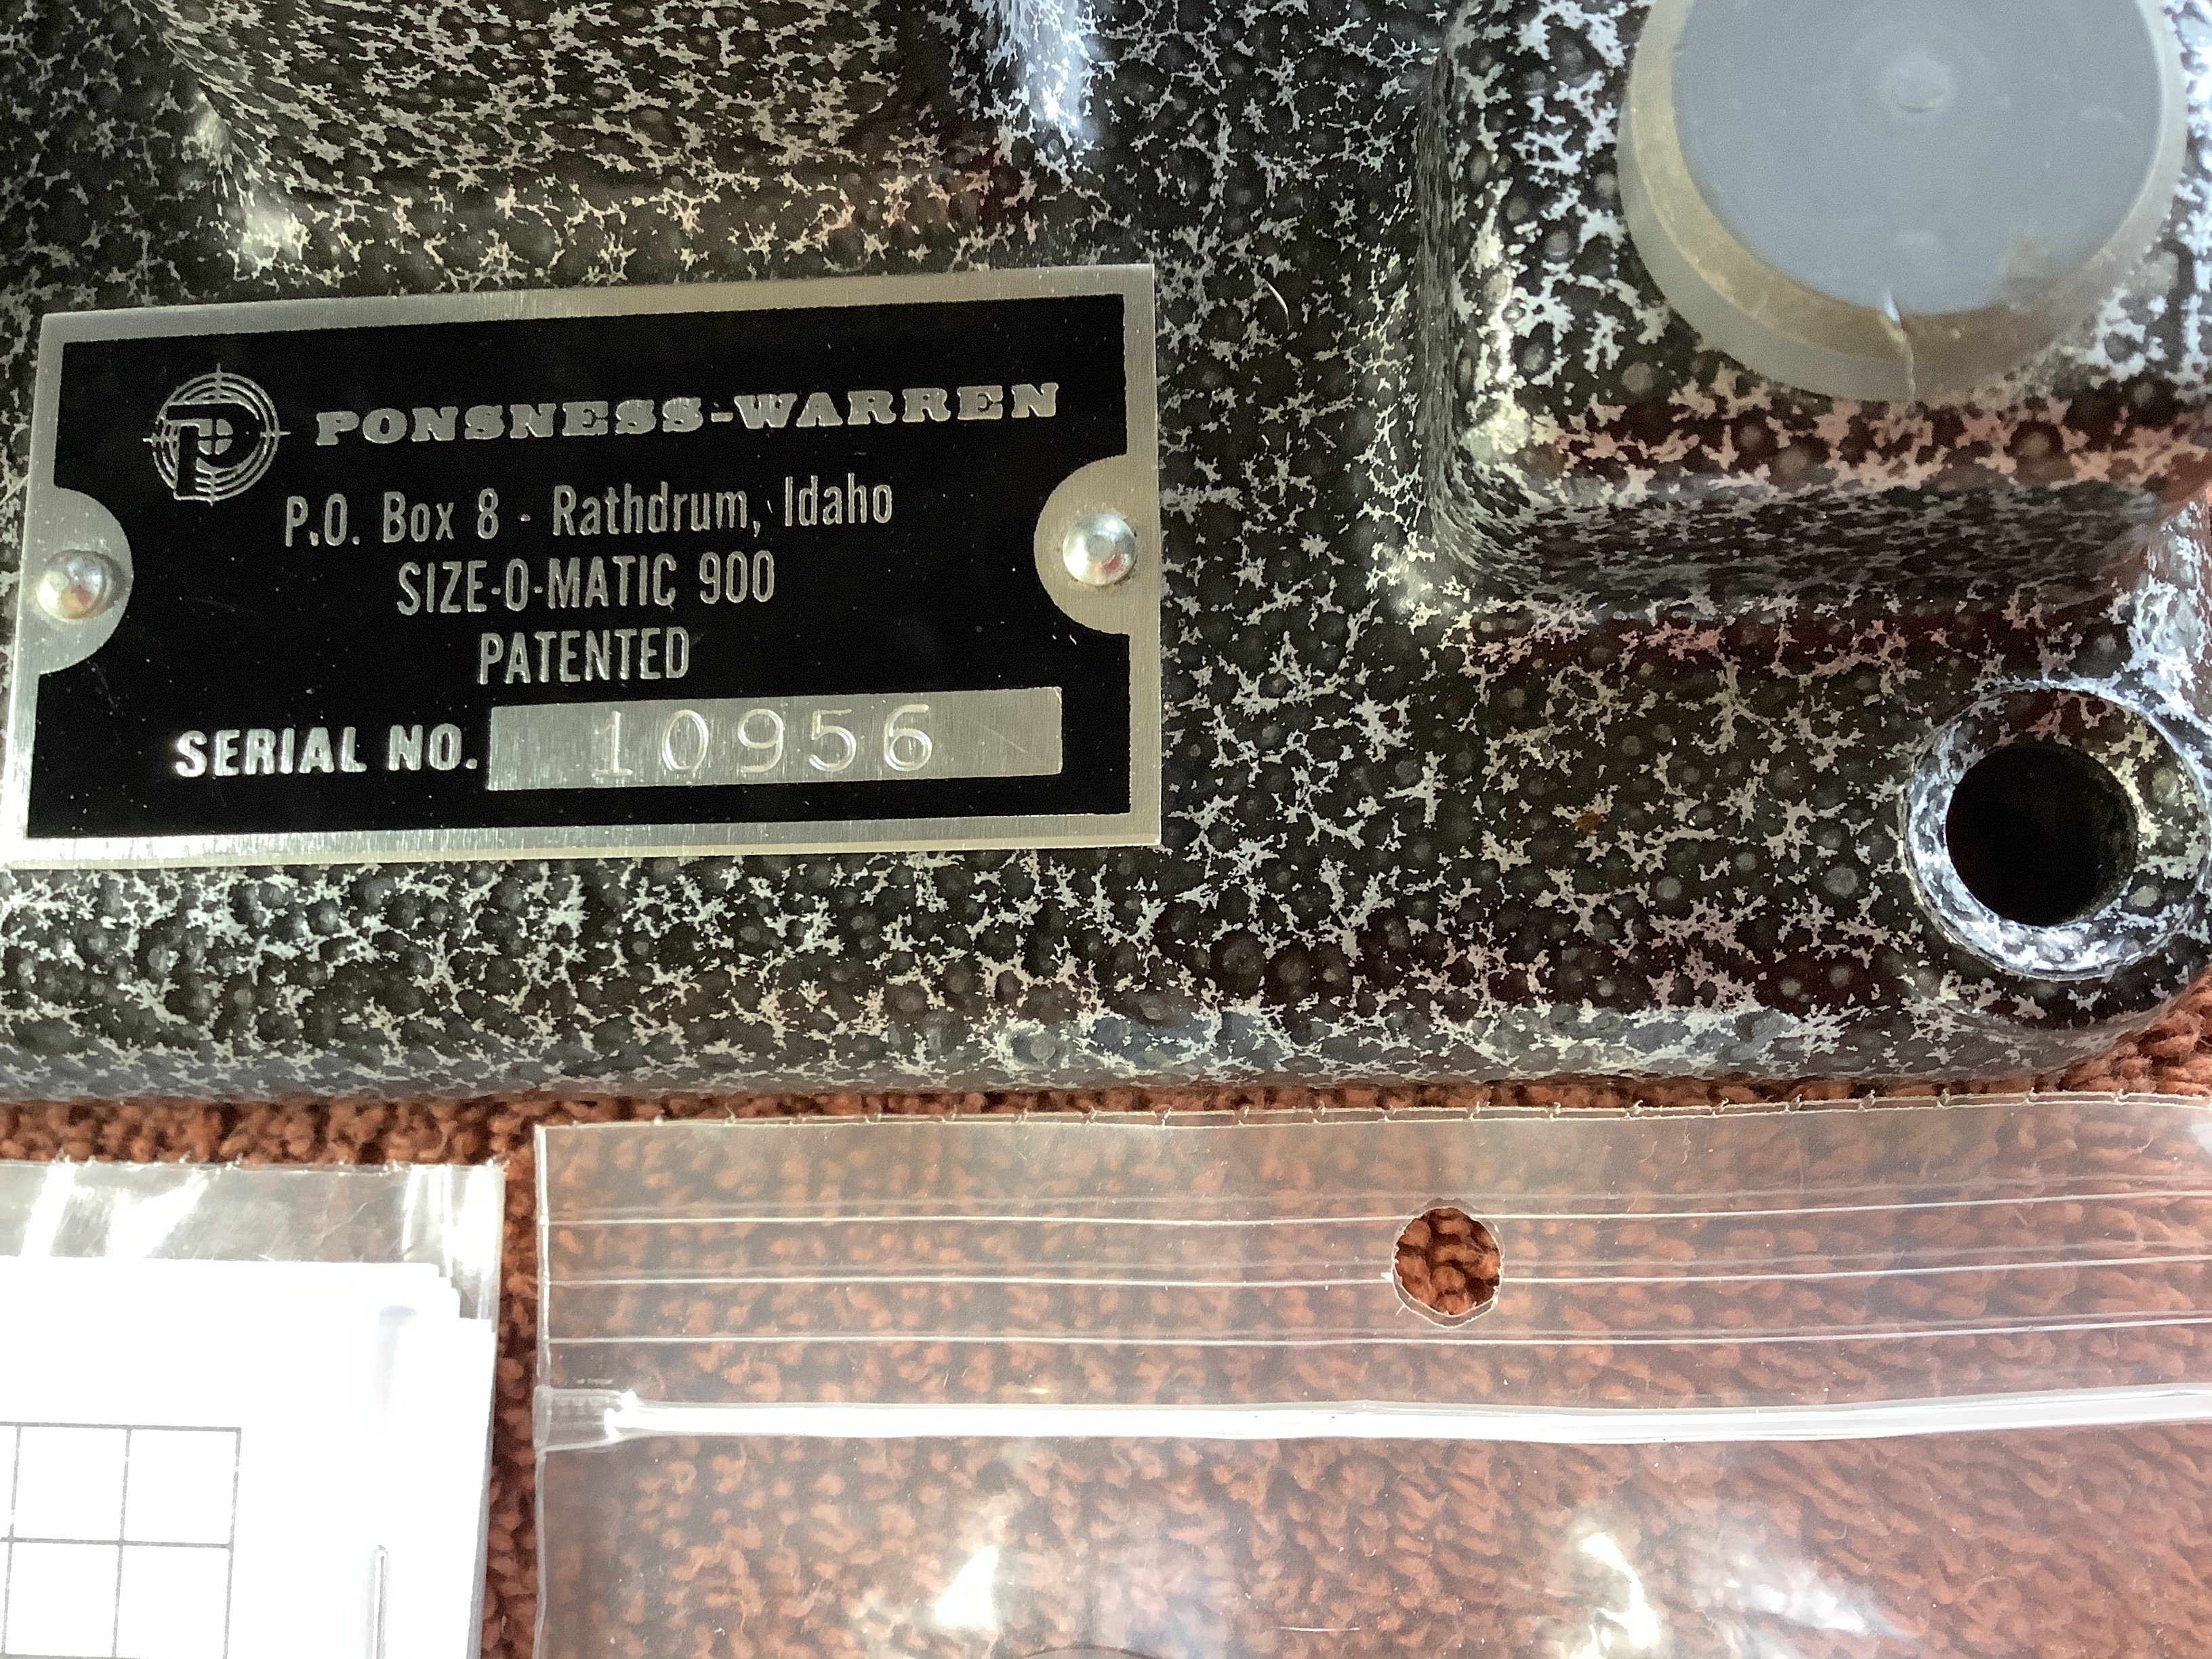 PONSNESS-WARREN
P.O. Box 8 - Rathdrum, Idaho
SIZE-O-MATIC 900
PATENTED
SERIAL NO. 10956